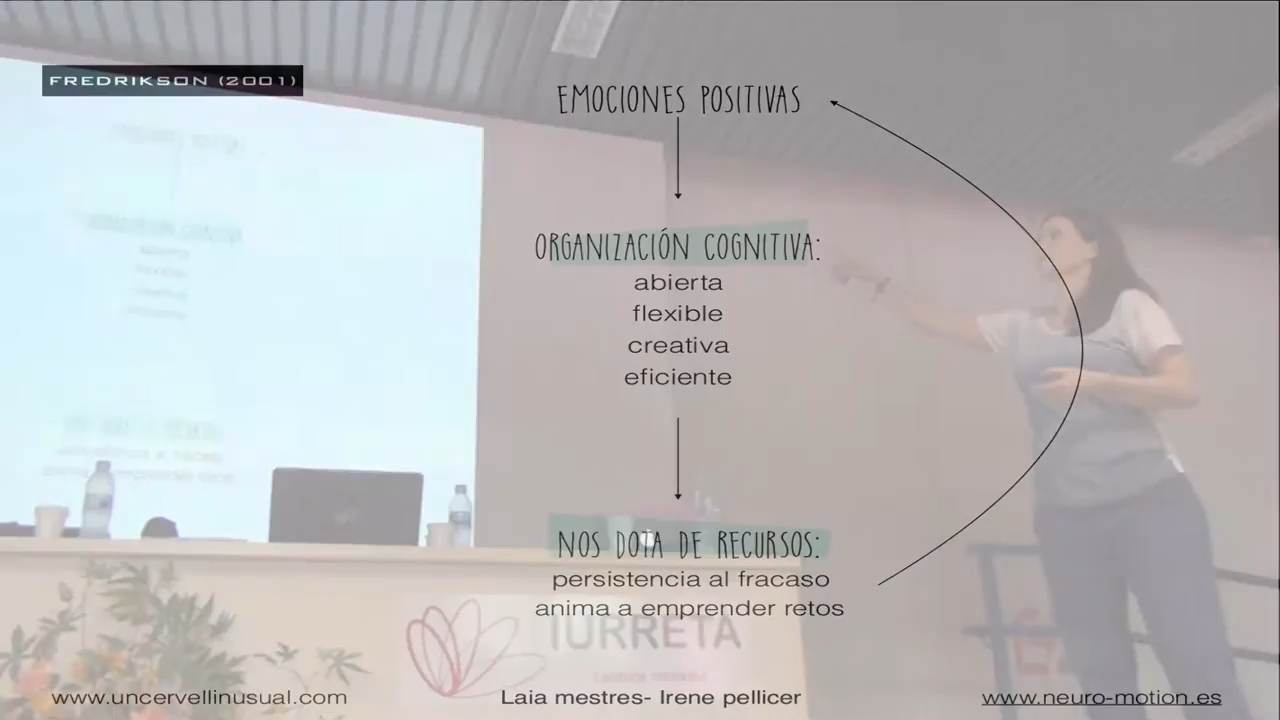 FREDRIKSON (2001)
EMOCIONES POSITIVAS
ORGANIZACIÓN COGNITIVA:
abierta
flexible
creativa
eficiente
NOS DOTA DE RECURSOS:
persistencia al fracaso
anima a emprender retos
IURRETA
www.uncervellinusual.com
Laia mestres- Irene pellicer
www.neuro-motion.es